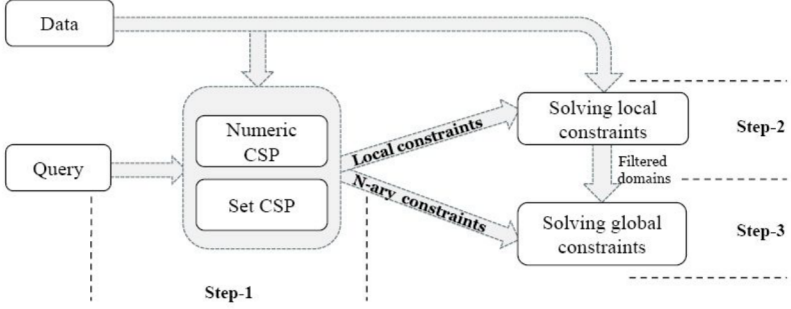 Data
Query
Numeric
CSP
Set CSP
Step-1
Local constraints
N-ary constraints
Solving local
constraints
Step-2
Filtered
domains
Solving global
constraints
Step-3